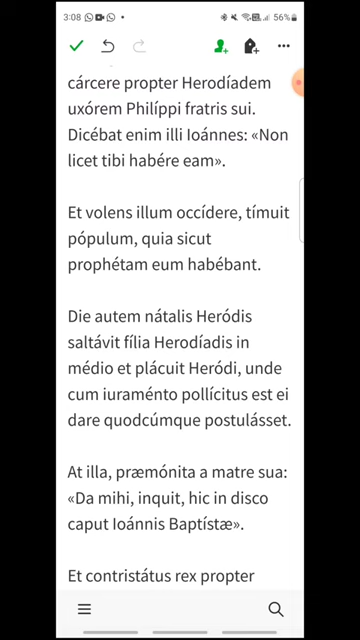 3:08
56%
cárcere propter Herodíadem
uxórem Philíppi fratris sui.
Dicébat enim illi Ioánnes: «Non
licet tibi habére eam».
Et volens illum occídere, tímuit
pópulum, quia sicut
prophétam eum habébant.
Die autem nátalis Heródis
saltávit fília Herodíadis in
médio et plácuit Heródi, unde
cum iuraménto pollícitus est ei
dare quodcúmque postulásset.
At illa, præmónita a matre sua:
«Da mihi, inquit, hic in disco
caput Ioánnis Baptístæ».
Et contristátus rex propter